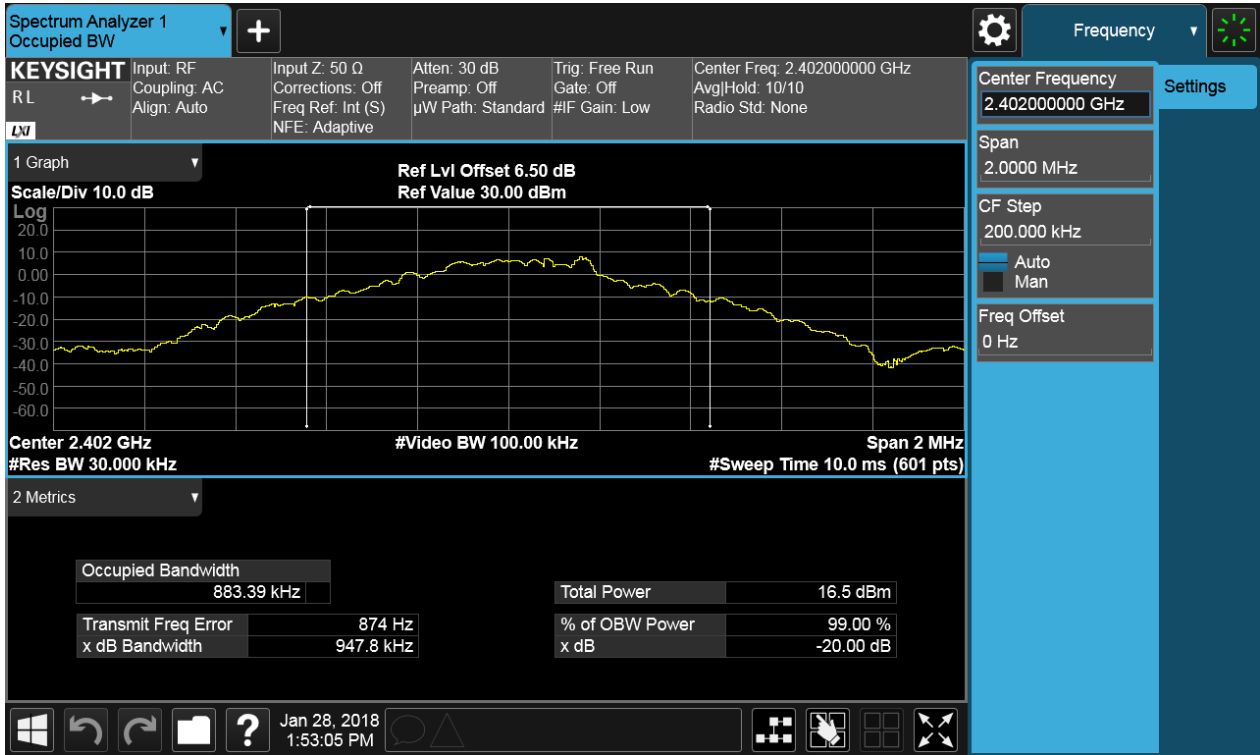 Spectrum Analyzer 1
Occupied BW
Frequency
KEYSIGHT
RL
LXI
Input: RF
Coupling: AC
Align: Auto
Input Z: 50 Ω
Corrections: Off
Freq Ref: Int (S)
NFE: Adaptive
Atten: 30 dB
Preamp: Off
µW Path: Standard
Trig: Free Run
Gate: Off
#IF Gain: Low
Center Freq: 2.402000000 GHz
Avg|Hold: 10/10
Radio Std: None
Center Frequency
2.402000000 GHz
Settings
Span
2.0000 MHz
CF Step
200.000 kHz
Auto
Man
Freq Offset
0 Hz
1 Graph
Ref Lvl Offset 6.50 dB
Scale/Div 10.0 dB
Ref Value 30.00 dBm
Log
20.0
10.0
0.00
-10.0
-20.0
-30.0
-40.0
-50.0
-60.0
Center 2.402 GHz
#Video BW 100.00 kHz
Span 2 MHz
#Res BW 30.000 kHz
#Sweep Time 10.0 ms (601 pts)
2 Metrics
Occupied Bandwidth
883.39 kHz
Total Power 16.5 dBm
Transmit Freq Error 874 Hz
% of OBW Power 99.00 %
x dB Bandwidth 947.8 kHz
x dB -20.00 dB
?
Jan 28, 2018
1:53:05 PM